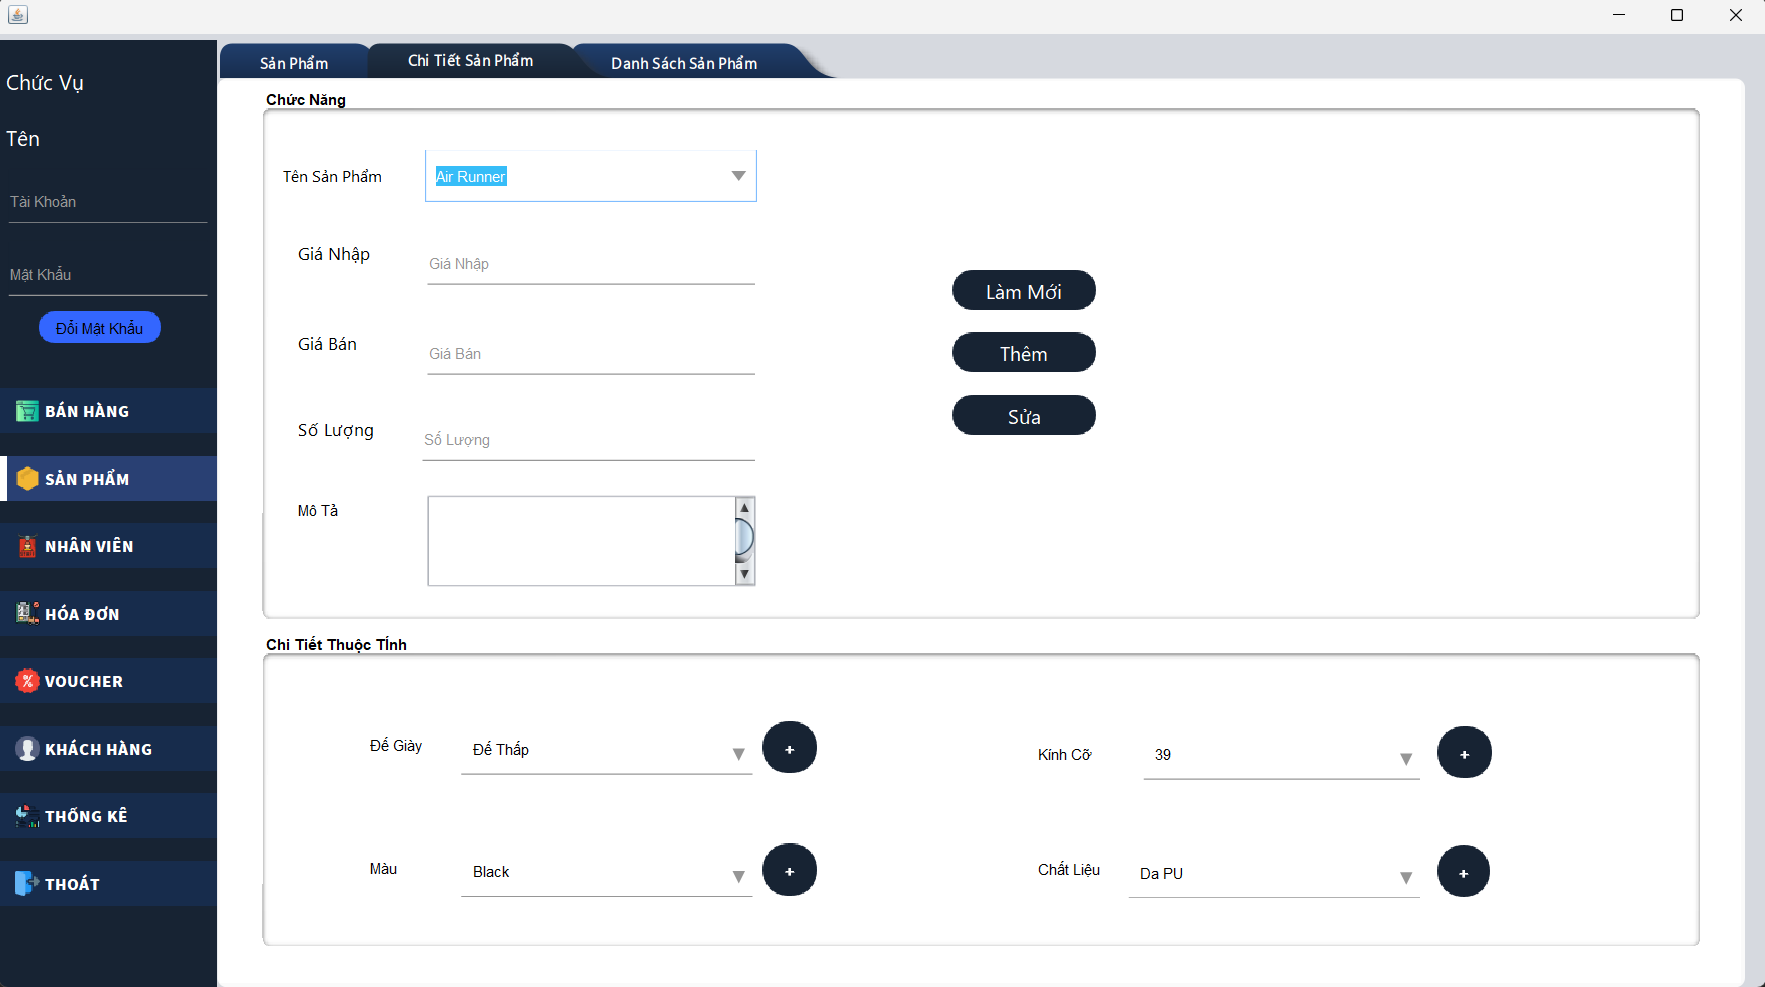 Chức Vụ
Tên
Tài Khoản
Mật Khẩu
Đổi Mật Khẩu
BÁN HÀNG
SẢN PHẨM
NHÂN VIÊN
HÓA ĐƠN
VOUCHER
KHÁCH HÀNG
THỐNG KÊ
THOÁT
Sản Phẩm
Chi Tiết Sản Phẩm
Danh Sách Sản Phẩm
Chức Năng
Tên Sản Phẩm
Air Runner
Giá Nhập
Giá Nhập
Giá Bán
Giá Bán
Số Lượng
Số Lượng
Mô Tả
Làm Mới
Thêm
Sửa
Chi Tiết Thuộc TÍnh
Đế Giày
Đế Thấp
+
Kính Cỡ
39
+
Màu
Black
+
Chất Liệu
Da PU
+